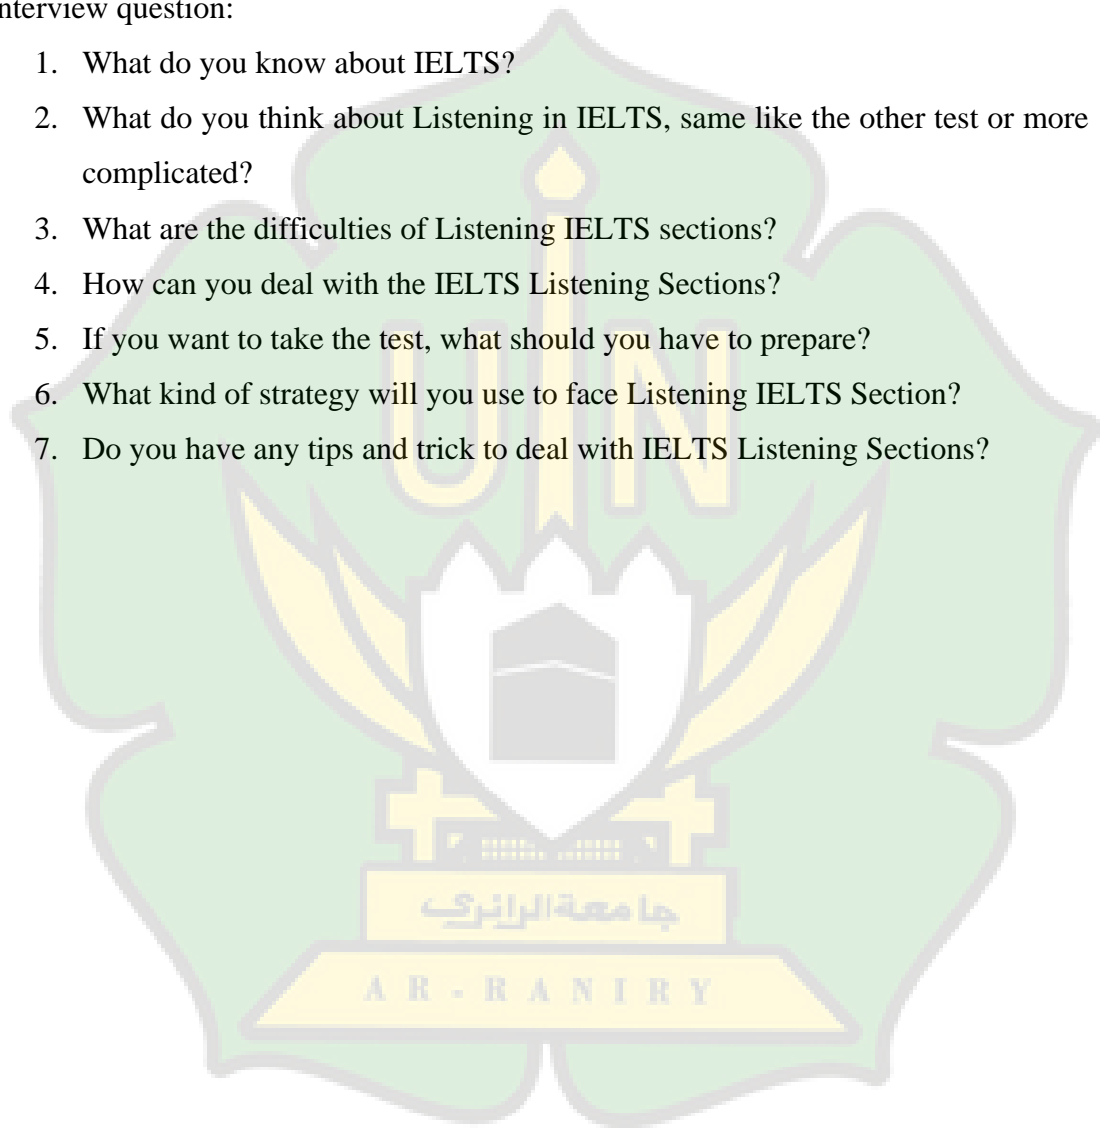 nterview question:
1. What do you know about IELTS?
2. What do you think about Listening in IELTS, same like the other test or more
complicated?
3. What are the difficulties of Listening IELTS sections?
4. How can you deal with the IELTS Listening Sections?
5. If you want to take the test, what should you have to prepare?
6. What kind of strategy will you use to face Listening IELTS Section?
7. Do you have any tips and trick to deal with IELTS Listening Sections?
UIN
جامعةالرانري
AR-RANIRY